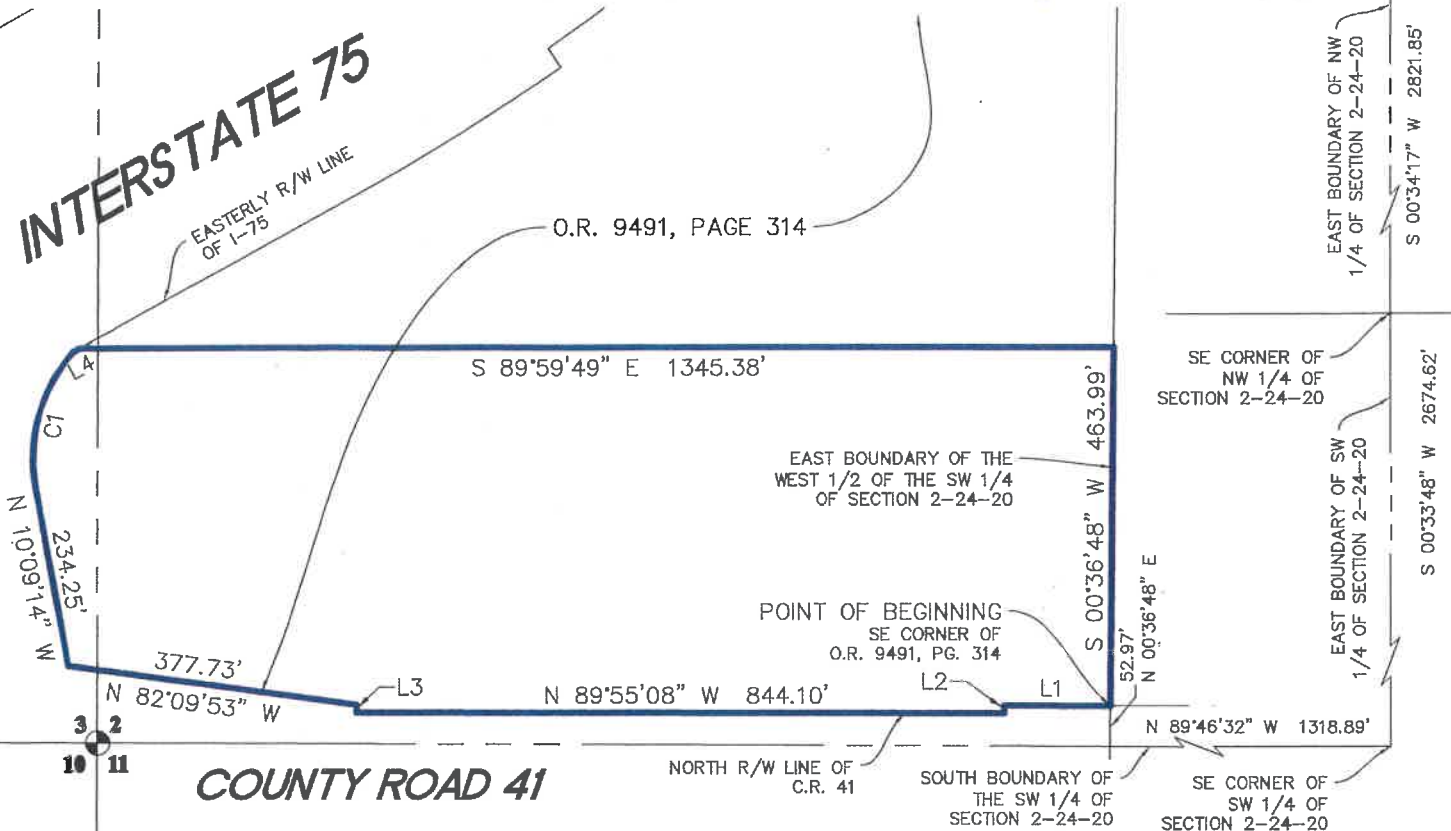 INTERSTATE 75
EASTERLY R/W LINE
OF I-75
O.R. 9491, PAGE 314
EAST BOUNDARY OF NW
1/4 OF SECTION 2-24-20
S 00°34'17" W 2821.85'
SE CORNER OF
NW 1/4 OF
SECTION 2-24-20
L4
S 89°59'49" E 1345.38'
C1
EAST BOUNDARY OF THE
WEST 1/2 OF THE SW 1/4
OF SECTION 2-24-20
S 00°36'48" W 463.99'
EAST BOUNDARY OF SW
1/4 OF SECTION 2-24-20
S 00°33'48" W 2674.62'
N 10°09'14" W
234.25'
POINT OF BEGINNING
SE CORNER OF
O.R. 9491, PG. 314
52.97'
N 00°36'48" E
377.73'
N 82°09'53" W
L3
N 89°55'08" W 844.10'
L2
L1
N 89°46'32" W 1318.89'
3 2
10 11
COUNTY ROAD 41
NORTH R/W LINE OF
C.R. 41
SOUTH BOUNDARY OF
THE SW 1/4 OF
SECTION 2-24-20
SE CORNER OF
SW 1/4 OF
SECTION 2-24-20